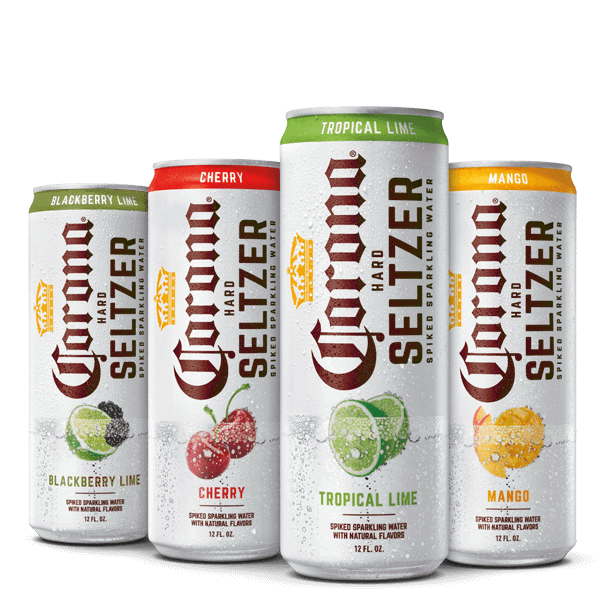 BLACKBERRY LIME
Corona®
HARD
SELTZER
SPIKED SPARKLING WATER
BLACKBERRY LIME
SPIKED SPARKLING WATER
WITH NATURAL FLAVORS
12 FL. OZ.
CHERRY
Corona®
HARD
SELTZER
SPIKED SPARKLING WATER
CHERRY
SPIKED SPARKLING WATER
WITH NATURAL FLAVORS
12 FL. OZ.
TROPICAL LIME
Corona®
HARD
SELTZER
SPIKED SPARKLING WATER
TROPICAL LIME
SPIKED SPARKLING WATER
WITH NATURAL FLAVORS
12 FL. OZ.
MANGO
Corona®
HARD
SELTZER
SPIKED SPARKLING WATER
MANGO
SPIKED SPARKLING WATER
WITH NATURAL FLAVORS
12 FL. OZ.